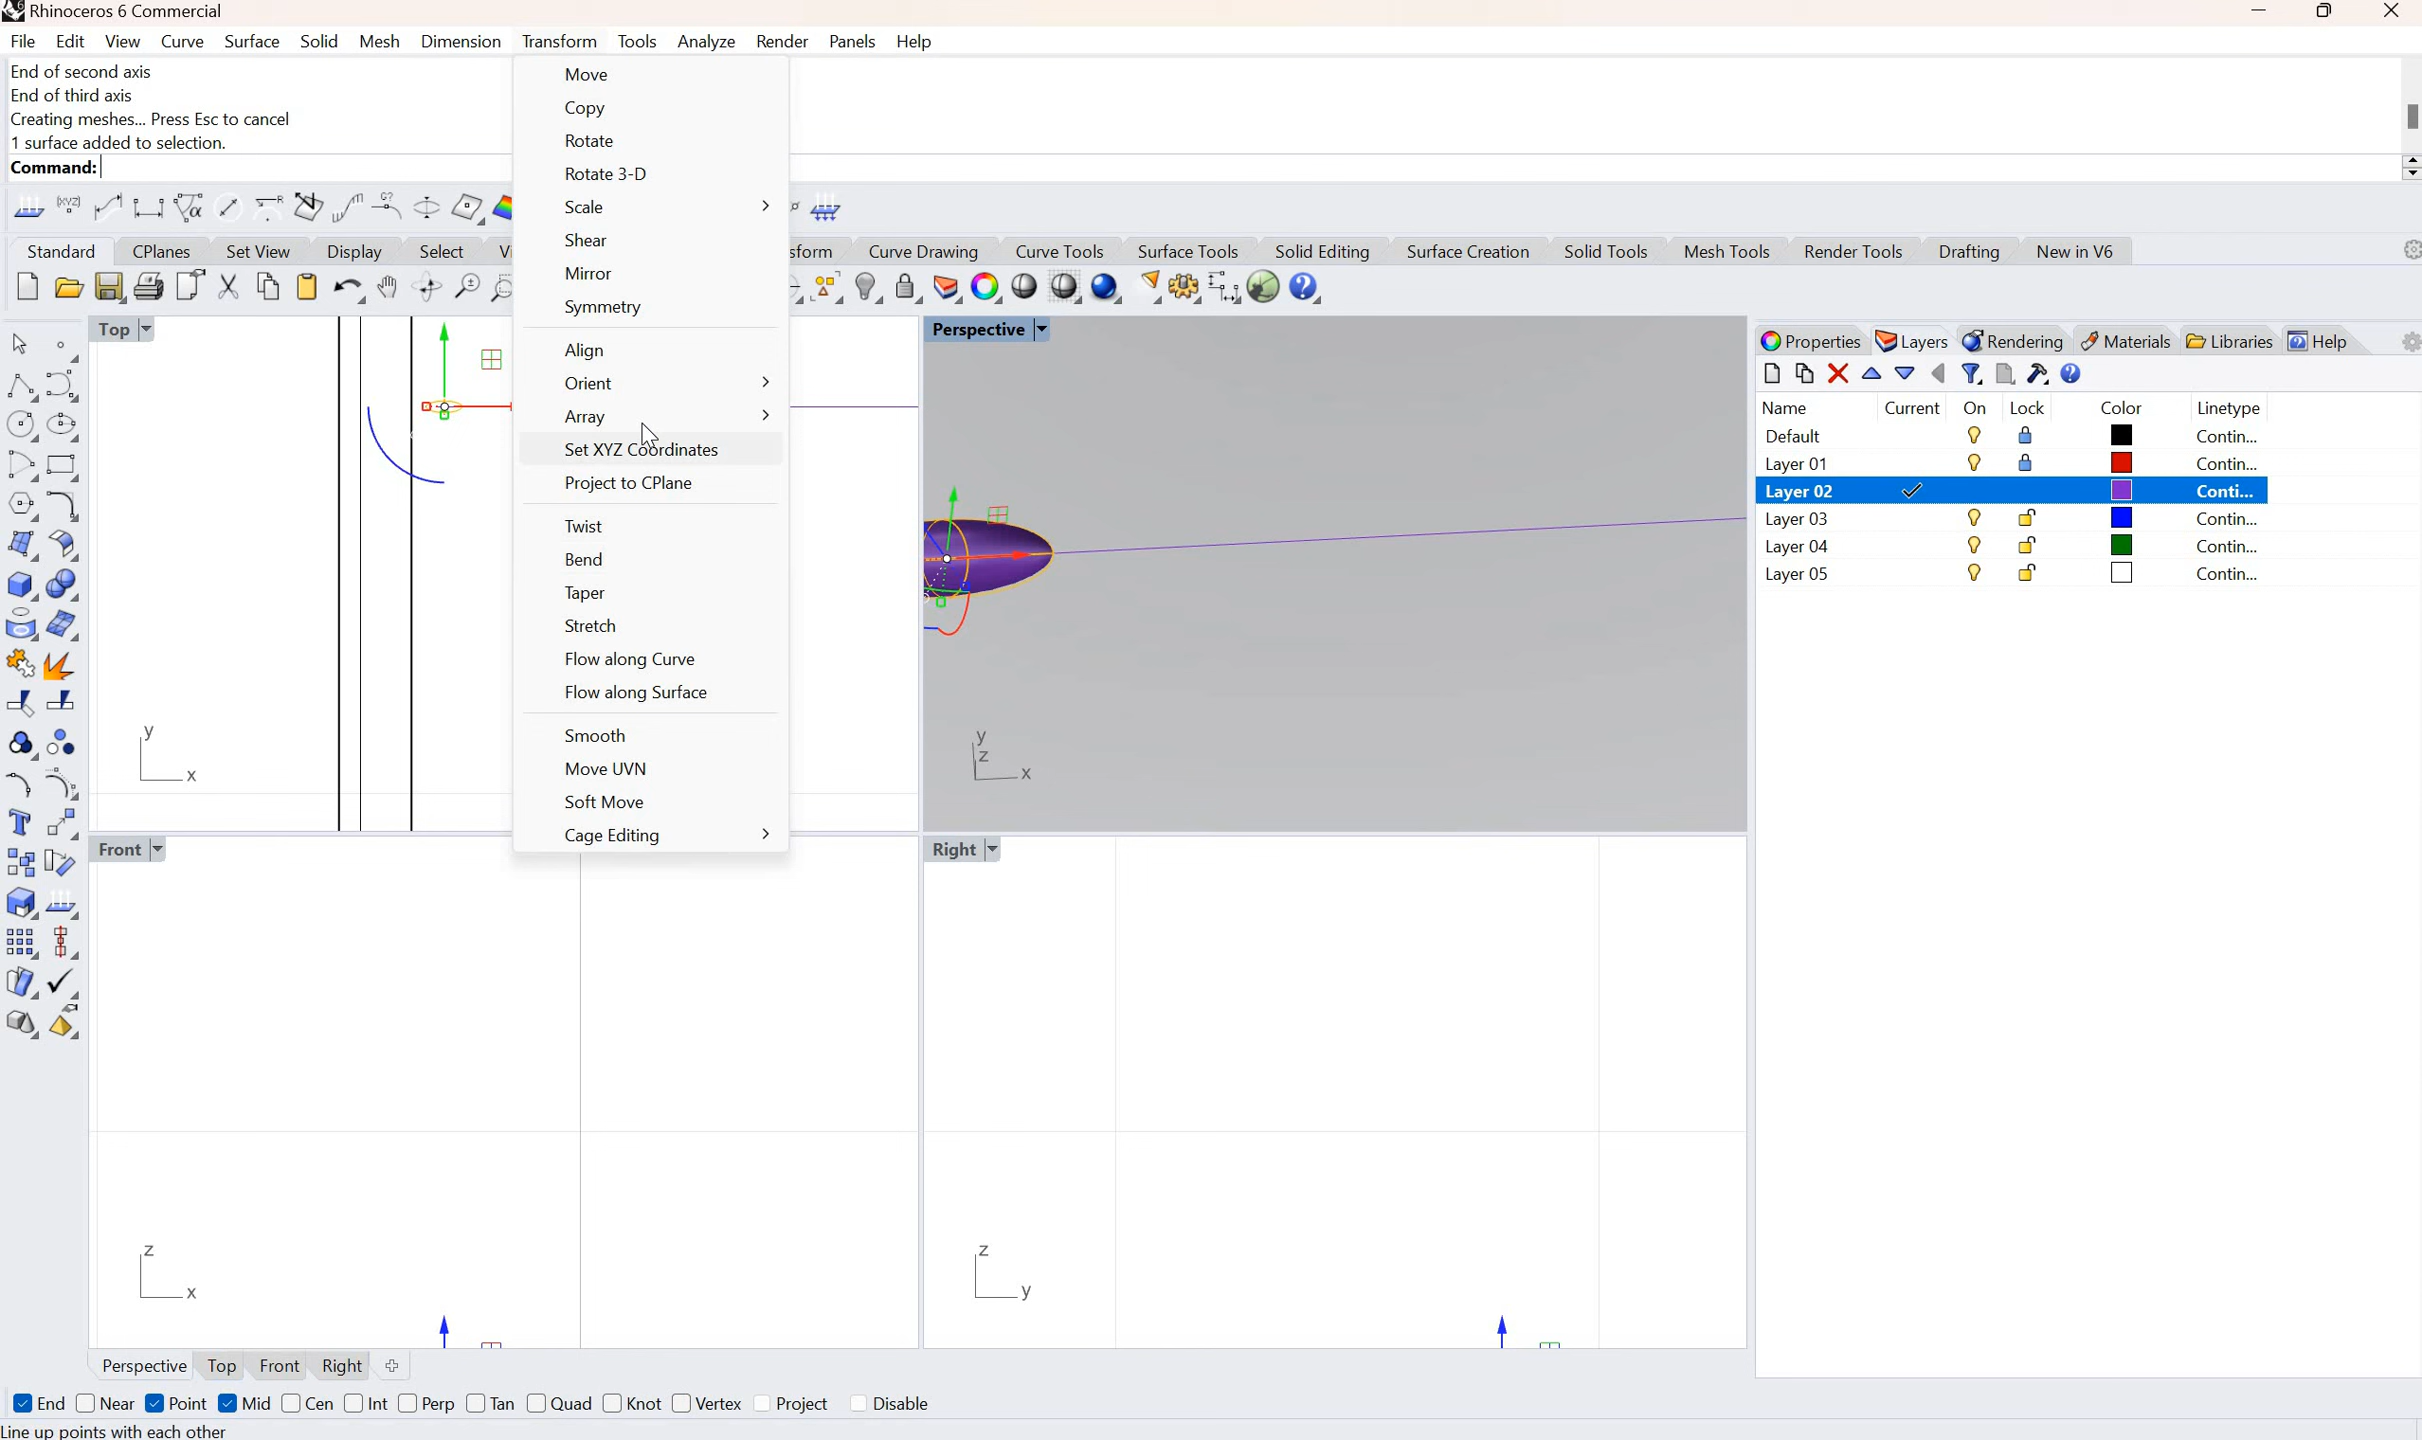 Rhinoceros 6 Commercial
File Edit View Curve Surface Solid Mesh Dimension Transform Tools Analyze Render Panels Help
End of second axis
End of third axis
Creating meshes... Press Esc to cancel
1 surface added to selection.
Command:
Move
Copy
Rotate
Rotate 3-D
Scale
Shear
Mirror
Symmetry
Align
Orient
Array
Set XYZ Coordinates
Project to CPlane
Twist
Bend
Taper
Stretch
Flow along Curve
Flow along Surface
Smooth
Move UVN
Soft Move
Cage Editing
Standard CPlanes Set View Display Select Vi sform Curve Drawing Curve Tools Surface Tools Solid Editing Surface Creation Solid Tools Mesh Tools Render Tools Drafting New in V6
Top
y
x
Perspective
y
z
x
Front
z
x
Right
z
y
Properties Layers Rendering Materials Libraries Help
Name Current On Lock Color Linetype
Default Contin...
Layer 01 Contin...
Layer 02 Conti...
Layer 03 Contin...
Layer 04 Contin...
Layer 05 Contin...
Perspective Top Front Right
End Near Point Mid Cen Int Perp Tan Quad Knot Vertex Project Disable
Line up points with each other